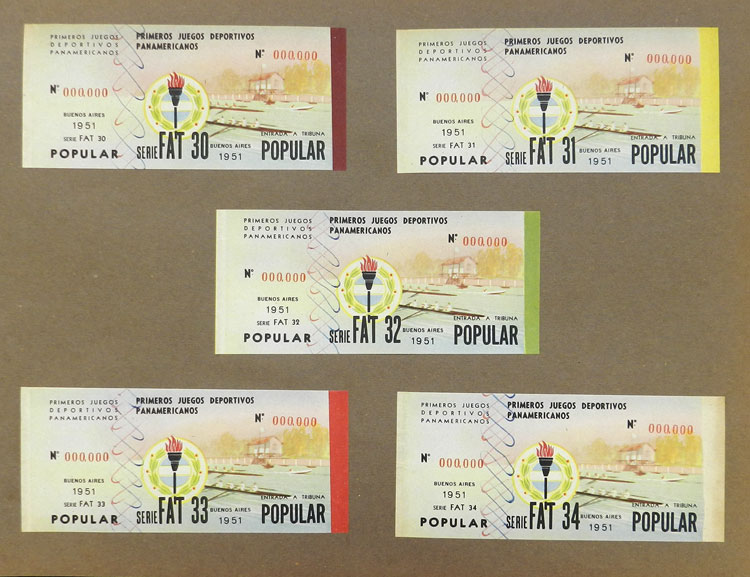 PRIMEROS JUEGOS
DEPORTIVOS
PANAMERICANOS
Nº 000.000
BUENOS AIRES
1951
SERIE FAT 30
POPULAR
PRIMEROS JUEGOS DEPORTIVOS
PANAMERICANOS
Nº 000.000
SERIE FAT 30
BUENOS AIRES
1951
ENTRADA A TRIBUNA
POPULAR
PRIMEROS JUEGOS
DEPORTIVOS
PANAMERICANOS
Nº 000.000
BUENOS AIRES
1951
SERIE FAT 31
POPULAR
PRIMEROS JUEGOS DEPORTIVOS
PANAMERICANOS
Nº 000.000
SERIE FAT 31
BUENOS AIRES
1951
ENTRADA A TRIBUNA
POPULAR
PRIMEROS JUEGOS
DEPORTIVOS
PANAMERICANOS
Nº 000.000
BUENOS AIRES
1951
SERIE FAT 32
POPULAR
PRIMEROS JUEGOS DEPORTIVOS
PANAMERICANOS
Nº 000.000
SERIE FAT 32
BUENOS AIRES
1951
ENTRADA A TRIBUNA
POPULAR
PRIMEROS JUEGOS
DEPORTIVOS
PANAMERICANOS
Nº 000.000
BUENOS AIRES
1951
SERIE FAT 33
POPULAR
PRIMEROS JUEGOS DEPORTIVOS
PANAMERICANOS
Nº 000.000
SERIE FAT 33
BUENOS AIRES
1951
ENTRADA A TRIBUNA
POPULAR
PRIMEROS JUEGOS
DEPORTIVOS
PANAMERICANOS
Nº 000.000
BUENOS AIRES
1951
SERIE FAT 34
POPULAR
PRIMEROS JUEGOS DEPORTIVOS
PANAMERICANOS
Nº 000.000
SERIE FAT 34
BUENOS AIRES
1951
ENTRADA A TRIBUNA
POPULAR